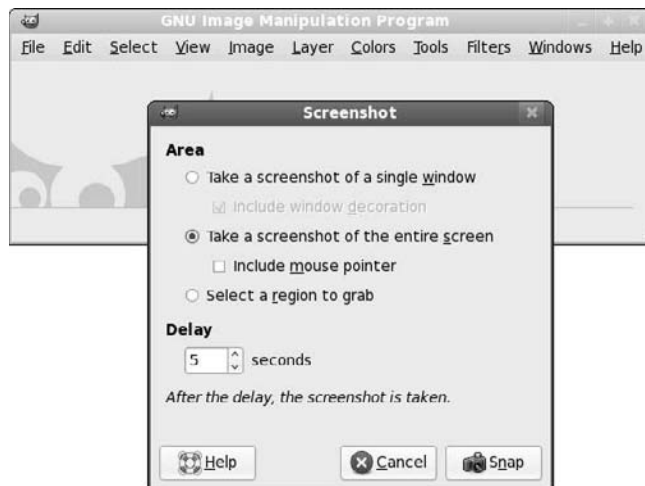 GNU Image Manipulation Program
File Edit Select View Image Layer Colors Tools Filters Windows Help
Screenshot
Area
Take a screenshot of a single window
Include window decoration
Take a screenshot of the entire screen
Include mouse pointer
Select a region to grab
Delay
5 seconds
After the delay, the screenshot is taken.
Help Cancel Snap